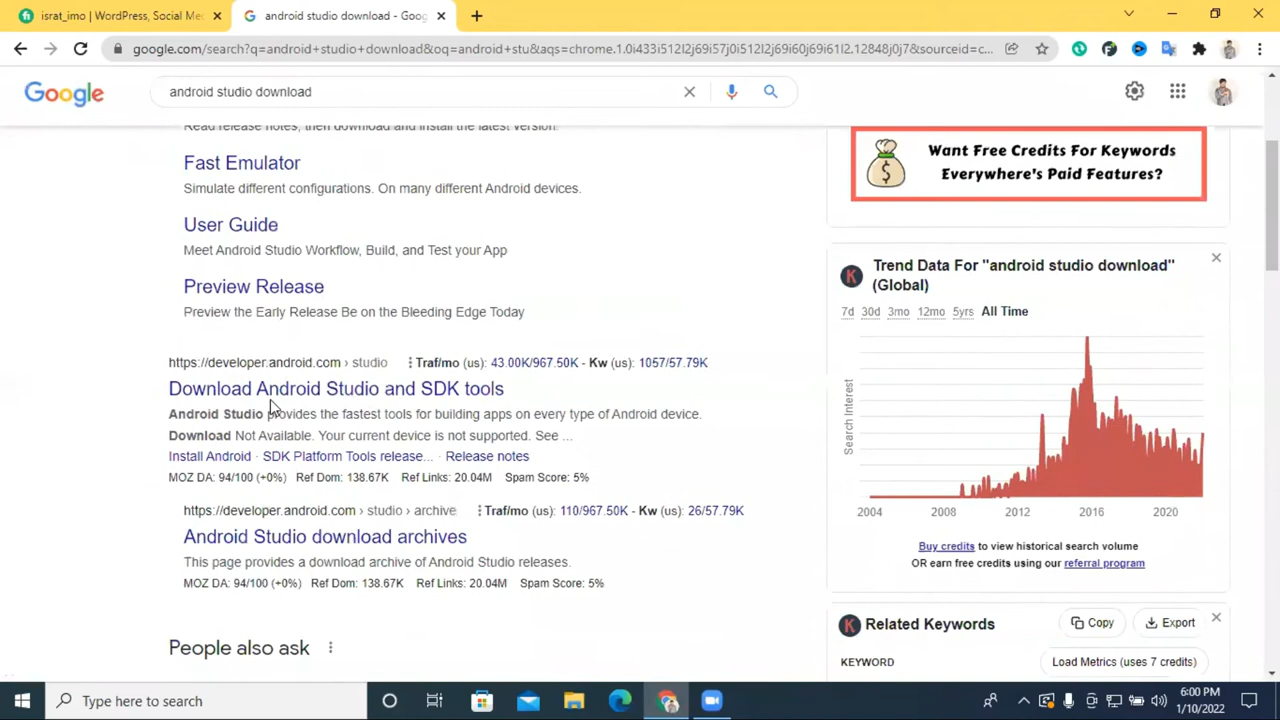 israt_imo | WordPress, Social Me
android studio download - Goog
google.com/search?q=android+studio+download&oq=android+stu&aqs=chrome.1.0i433i512l2j69i57j0i512l2j69i60j69i61l2.12848j0j7&sourceid=c...
Google
android studio download
Read release notes, then download and install the latest version.
Fast Emulator
Simulate different configurations. On many different Android devices.
User Guide
Meet Android Studio Workflow, Build, and Test your App
Preview Release
Preview the Early Release Be on the Bleeding Edge Today
https://developer.android.com › studio Traf/mo (us): 43.00K/967.50K - Kw (us): 1057/57.79K
Download Android Studio and SDK tools
Android Studio provides the fastest tools for building apps on every type of Android device.
Download Not Available. Your current device is not supported. See ...
Install Android · SDK Platform Tools release... · Release notes
MOZ DA: 94/100 (+0%) Ref Dom: 138.67K Ref Links: 20.04M Spam Score: 5%
https://developer.android.com › studio › archive Traf/mo (us): 110/967.50K - Kw (us): 26/57.79K
Android Studio download archives
This page provides a download archive of Android Studio releases.
MOZ DA: 94/100 (+0%) Ref Dom: 138.67K Ref Links: 20.04M Spam Score: 5%
People also ask
Want Free Credits For Keywords
Everywhere's Paid Features?
K
Trend Data For "android studio download"
(Global)
7d 30d 3mo 12mo 5yrs All Time
Search Interest
2004 2008 2012 2016 2020
Buy credits to view historical search volume
OR earn free credits using our referral program
K
Related Keywords
Copy
Export
KEYWORD
Load Metrics (uses 7 credits)
Type here to search
6:00 PM
1/10/2022